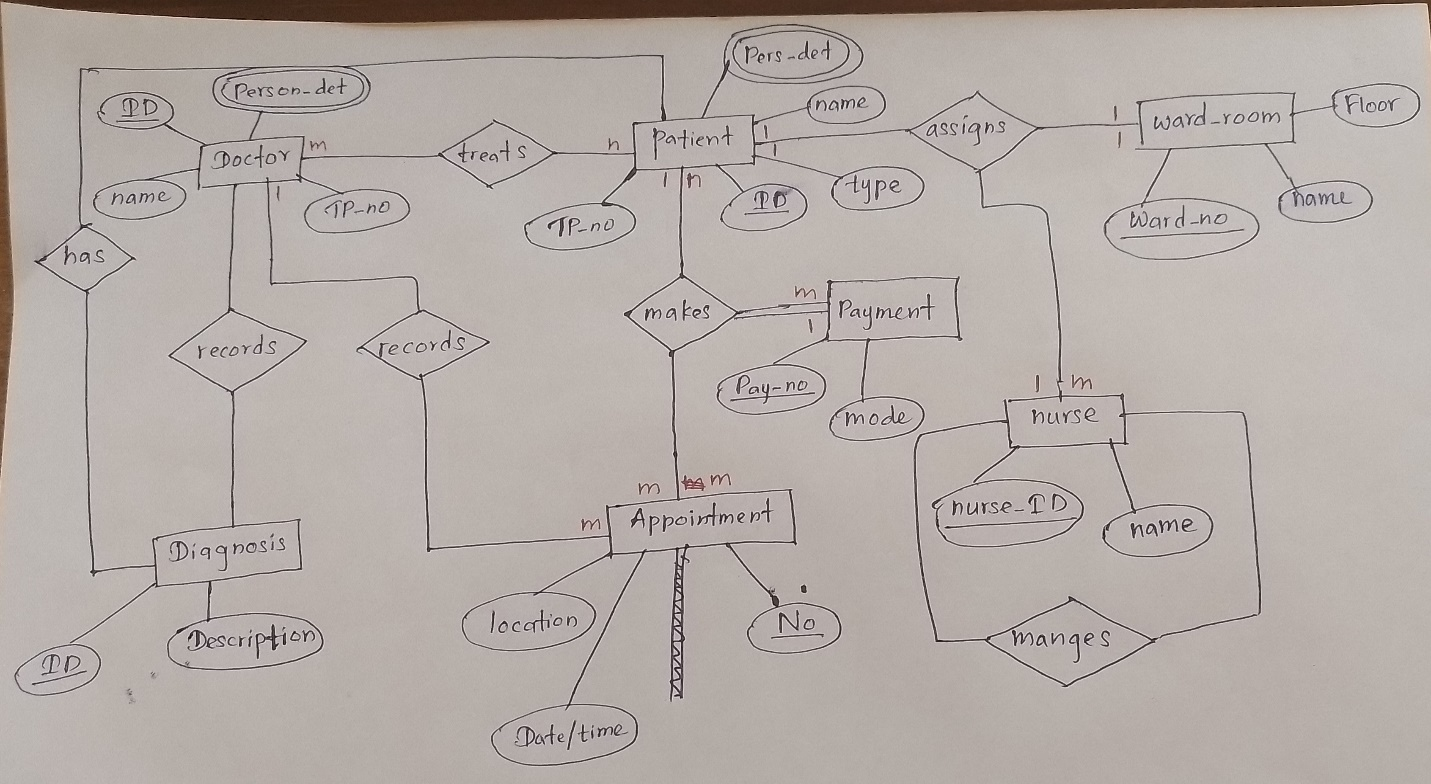 Pers-det
Person-det
ID
name
Floor
Doctor
m
treats
n
Patient
1
1
assigns
1
1
ward_room
name
1
TP-no
1
n
TP-no
ID
type
Ward-no
name
has
records
records
makes
m
1
Payment
Pay-no
mode
1
m
nurse
nurse-ID
name
m
m
m
Appointment
Diagnosis
ID
Description
location
No
Date/time
manges